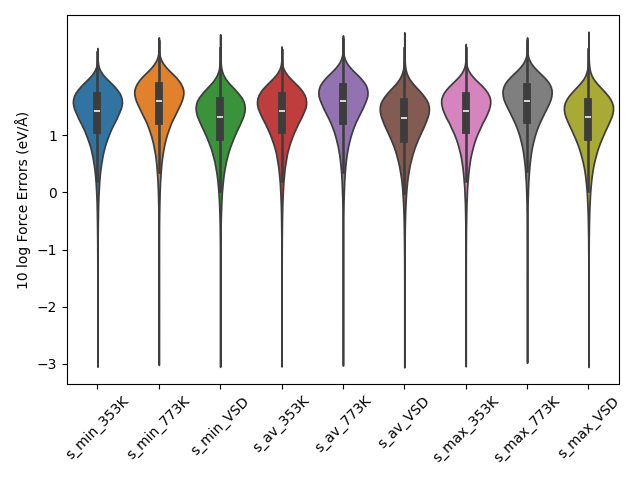 10 log Force Errors (eV/Å)
1
0
−1
−2
−3
s_min_353K
s_min_773K
s_min_VSD
s_av_353K
s_av_773K
s_av_VSD
s_max_353K
s_max_773K
s_max_VSD